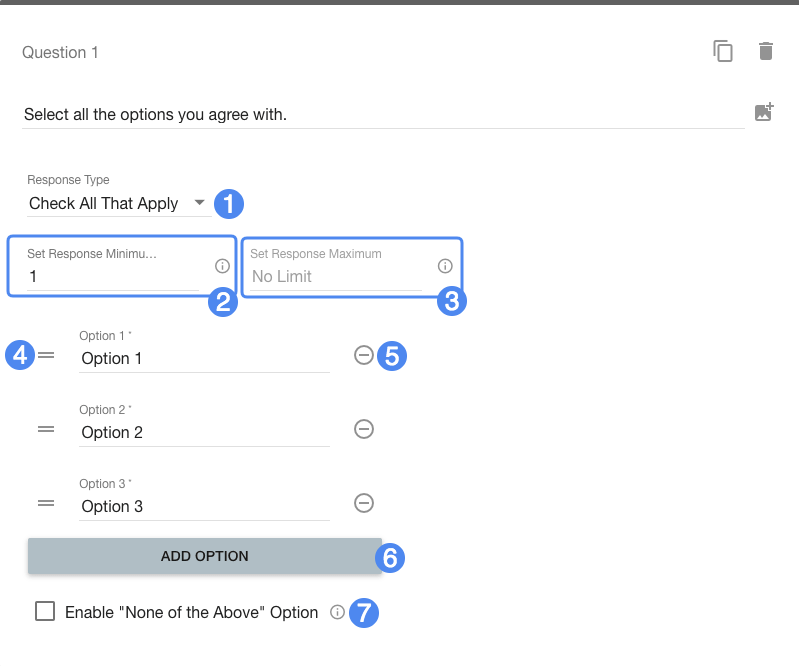 Question 1
Select all the options you agree with.
Response Type
Check All That Apply
1
Set Response Minimu...
1
2
Set Response Maximum
No Limit
3
4
Option 1 *
Option 1
5
Option 2 *
Option 2
Option 3 *
Option 3
ADD OPTION
6
Enable "None of the Above" Option
7